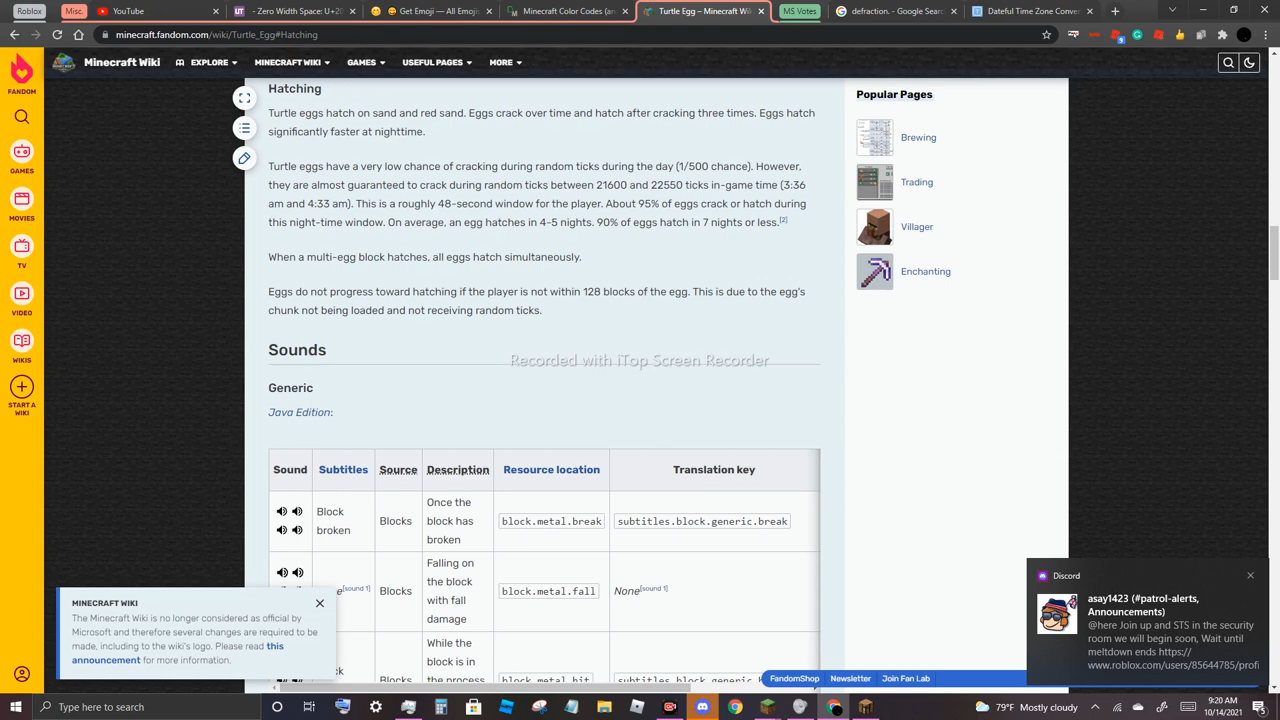 Roblox
Misc
YouTube
- Zero Width Space U+20
Get Emoji — All Em
Minecraft Color Codes (an
Turtle Egg – Minecraft Wik
MS Votes
defraction. - Google Search
Dateful Time Zone Conver
minecraft.fandom.com/wiki/Turtle_Egg#Hatching
FANDOM
GAMES
MOVIES
TV
VIDEO
WIKIS
START A
WIKI
Minecraft Wiki
EXPLORE
MINECRAFT WIKI
GAMES
USEFUL PAGES
MORE
Hatching
Turtle eggs hatch on sand and red sand. Eggs crack over time and hatch after cracking three times. Eggs hatch
significantly faster at nighttime.
Turtle eggs have a very low chance of cracking during random ticks during the day (1/500 chance). However,
they are almost guaranteed to crack during random ticks between 21600 and 22550 ticks in-game time (3:36
am and 4:33 am). This is a roughly 48-second window for the player. About 95% of eggs crack or hatch during
this night-time window. On average, an egg hatches in 4-5 nights. 90% of eggs hatch in 7 nights or less.[2]
When a multi-egg block hatches, all eggs hatch simultaneously.
Eggs do not progress toward hatching if the player is not within 128 blocks of the egg. This is due to the egg's
chunk not being loaded and not receiving random ticks.
Sounds
Recorded with iTop Screen Recorder
Generic
Java Edition:
Sound Subtitles Source Description Resource location Translation key
Block
broken
Blocks
Once the
block has
broken
block.metal.break
subtitles.block.generic.break
[sound 1]
Blocks
Falling on
the block
with fall
damage
block.metal.fall
None[sound 1]
Blocks
While the
block is in
the process
block.metal.hit
Popular Pages
Brewing
Trading
Villager
Enchanting
MINECRAFT WIKI
The Minecraft Wiki is no longer considered as official by
Microsoft and therefore several changes are required to be
made, including to the wiki's logo. Please read this
announcement for more information.
Discord
asay1423 (#patrol-alerts,
Announcements)
@here Join up and STS in the security
room we will begin soon, Wait until
meltdown ends https://
www.roblox.com/users/85644785/profi
FandomShop
Newsletter
Join Fan Lab
Type here to search
79°F Mostly cloudy
9:20 AM
10/14/2021